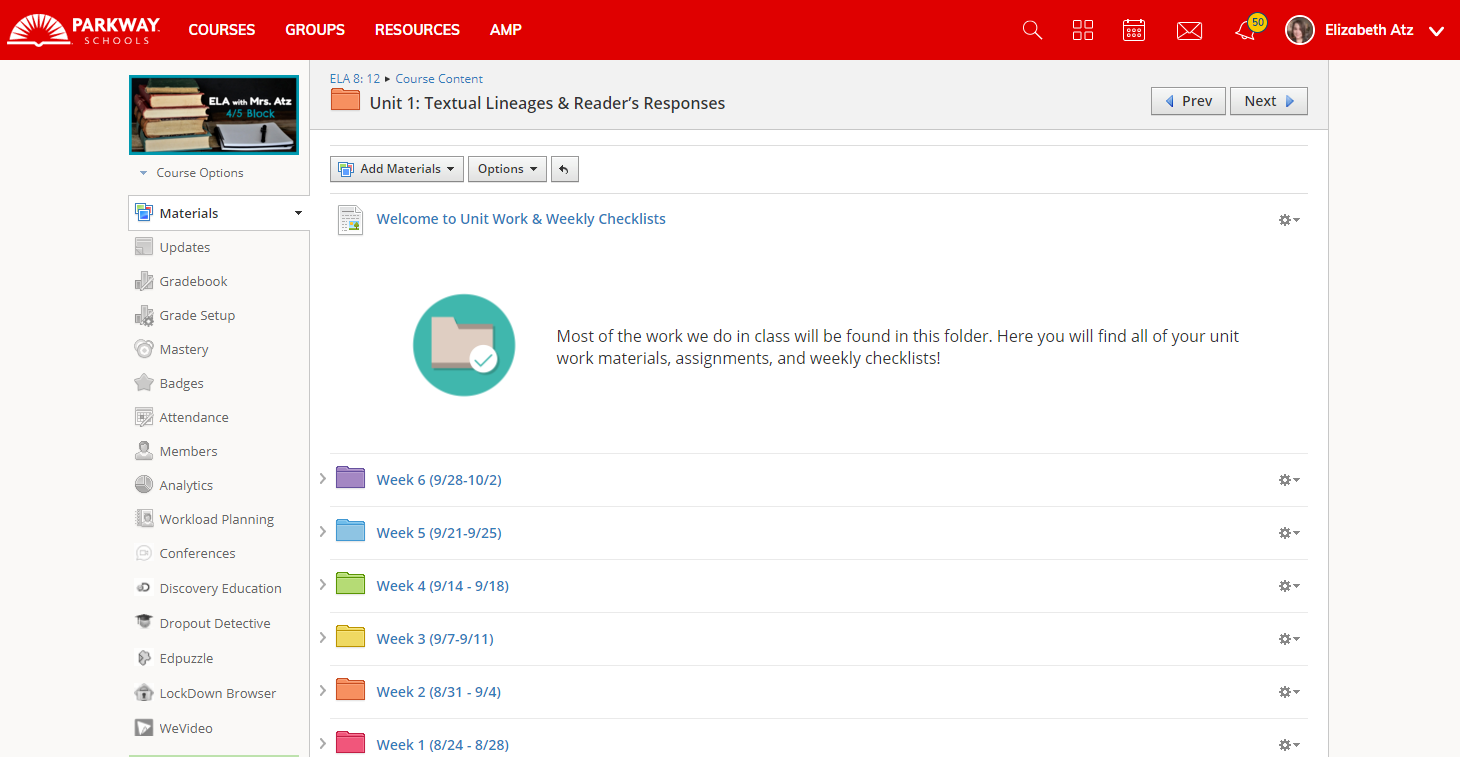 PARKWAY
SCHOOLS
COURSES
GROUPS
RESOURCES
AMP
50
Elizabeth Atz
ELA with Mrs. Atz
4/5 Block
Course Options
Materials
Updates
Gradebook
Grade Setup
Mastery
Badges
Attendance
Members
Analytics
Workload Planning
Conferences
Discovery Education
Dropout Detective
Edpuzzle
LockDown Browser
WeVideo
ELA 8: 12 ▸ Course Content
Unit 1: Textual Lineages & Reader’s Responses
Prev
Next
Add Materials
Options
Welcome to Unit Work & Weekly Checklists
Most of the work we do in class will be found in this folder. Here you will find all of your unit
work materials, assignments, and weekly checklists!
Week 6 (9/28-10/2)
Week 5 (9/21-9/25)
Week 4 (9/14 - 9/18)
Week 3 (9/7-9/11)
Week 2 (8/31 - 9/4)
Week 1 (8/24 - 8/28)